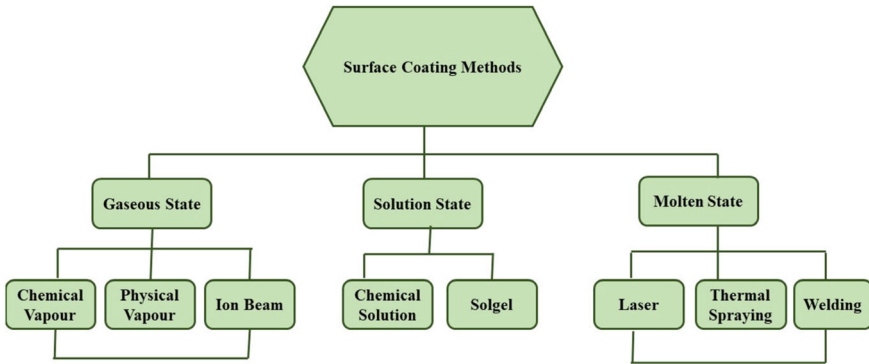 Surface Coating Methods
Gaseous State
Solution State
Molten State
Chemical
Vapour
Physical
Vapour
Ion Beam
Chemical
Solution
Solgel
Laser
Thermal
Spraying
Welding